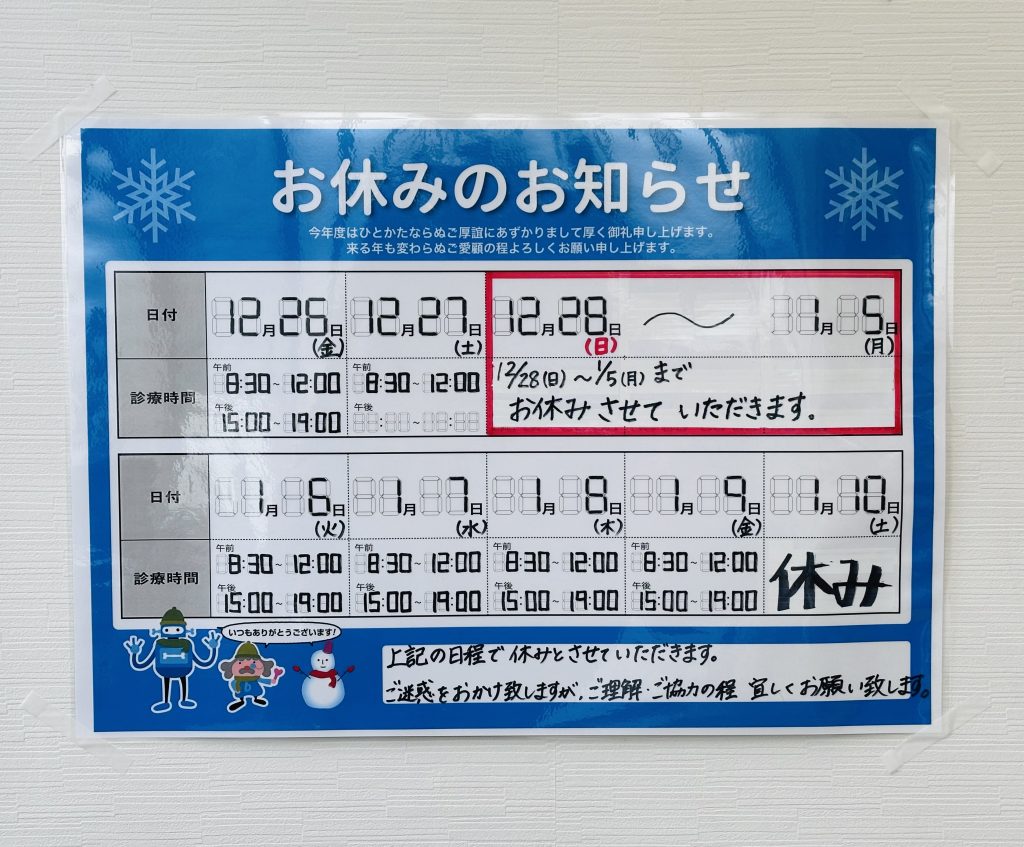 お休みのお知らせ
今年度はひとかたならぬご厚誼にあずかりまして厚く御礼申し上げます。
来る年も変わらぬご愛顧の程よろしくお願い申し上げます。
日付 12月26日(金) 12月27日(土) 12月28日(日) 〜 1月5日(月)
診療時間 午前 8:30~12:00 午前 8:30~12:00 12/28(日)〜1/5(月)まで
午後 15:00~19:00 午後 お休みさせていただきます。
日付 1月6日(火) 1月7日(水) 1月8日(木) 1月9日(金) 1月10日(土)
診療時間 午前 8:30~12:00 午前 8:30~12:00 午前 8:30~12:00 午前 8:30~12:00 休み
午後 15:00~19:00 午後 15:00~19:00 午後 15:00~19:00 午後 15:00~19:00
いつもありがとうございます!
上記の日程で休みとさせていただきます。
ご迷惑をおかけ致しますが、ご理解・ご協力の程 宜しくお願い致します。